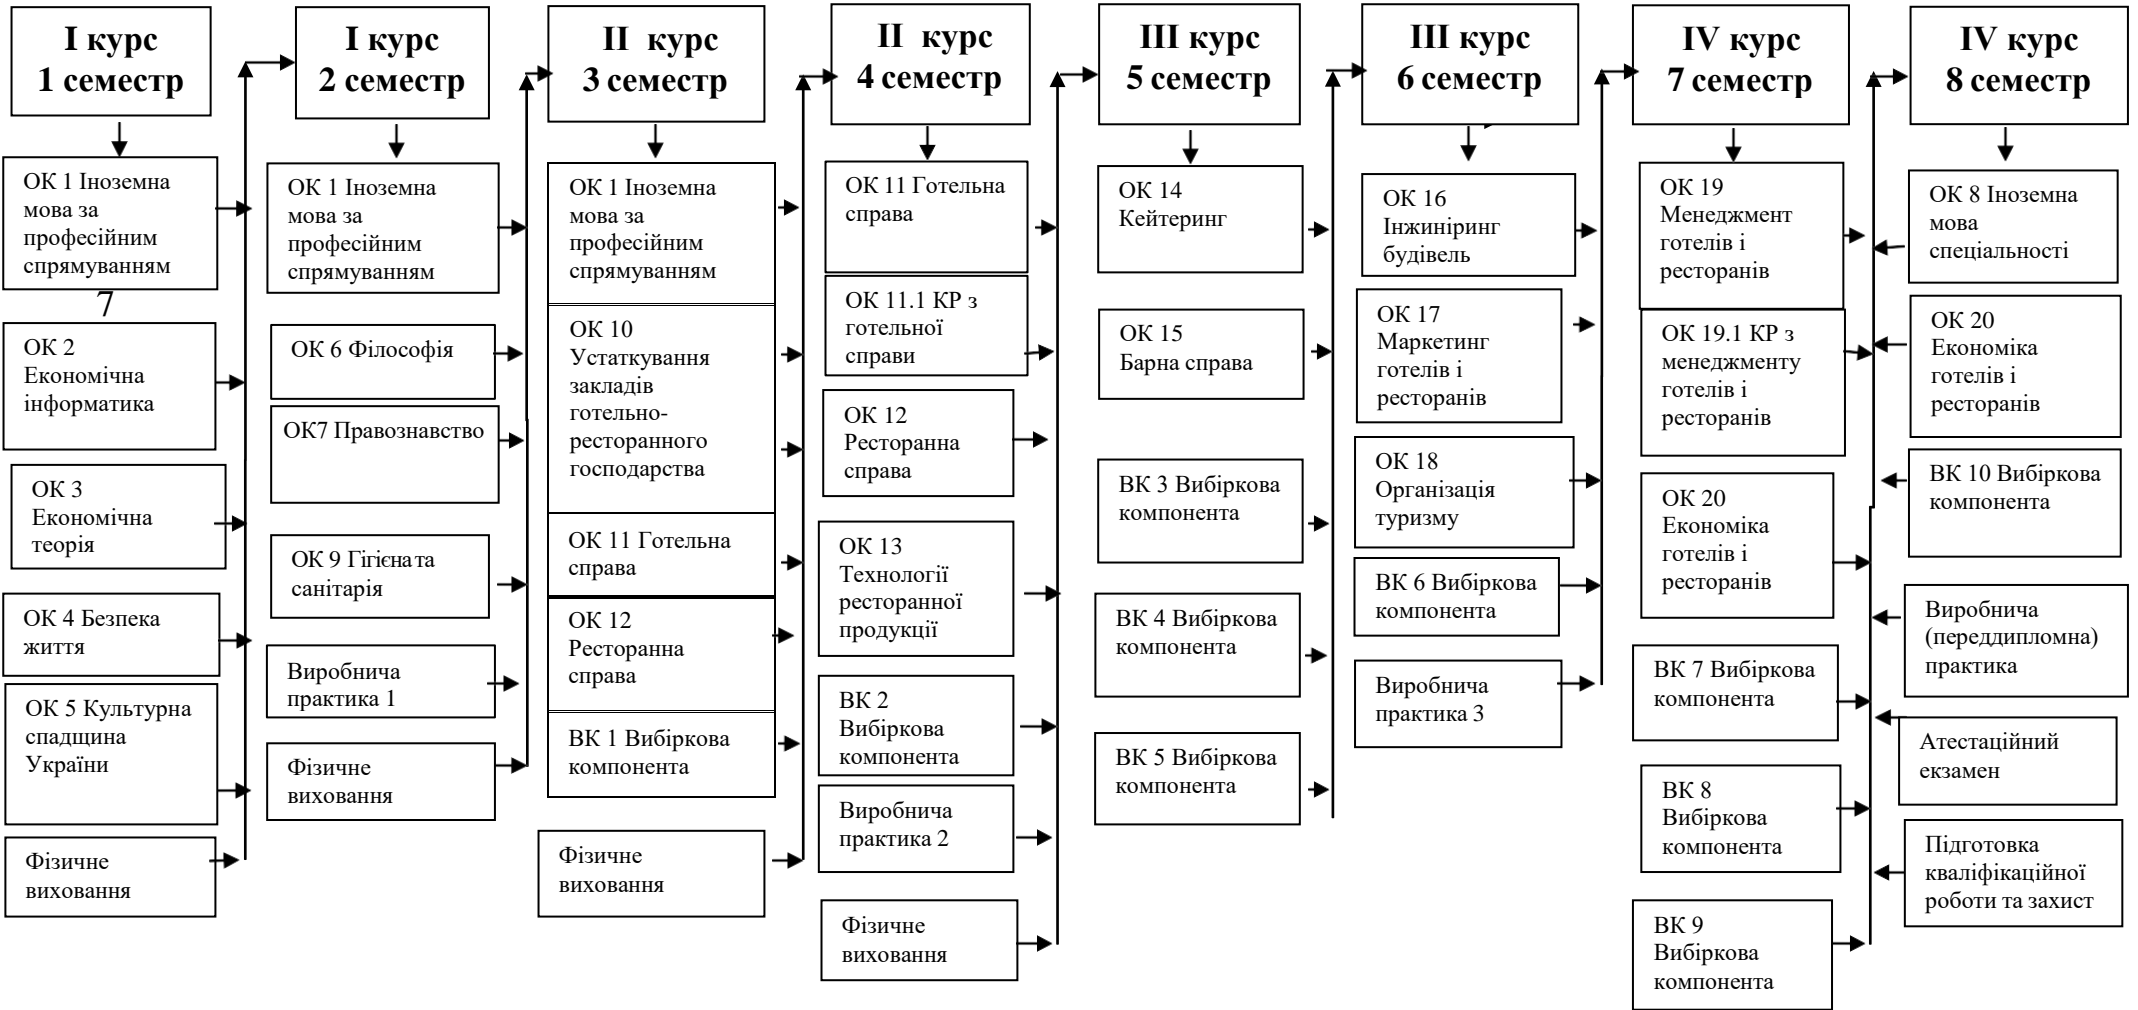 І курс
1 семестр
ОК 1 Іноземна
мова за
професійним
спрямуванням
7
ОК 2
Економічна
інформатика
ОК 3
Економічна
теорія
ОК 4 Безпека
життя
ОК 5 Культурна
спадщина
України
Фізичне
виховання
І курс
2 семестр
ОК 1 Іноземна
мова за
професійним
спрямуванням
ОК 6 Філософія
ОК7 Правознавство
ОК 9 Гігієна та
санітарія
Виробнича
практика 1
Фізичне
виховання
ІІ курс
3 семестр
ОК 1 Іноземна
мова за
професійним
спрямуванням
ОК 10
Устаткування
закладів
готельно-
ресторанного
господарства
ОК 11 Готельна
справа
ОК 12
Ресторанна
справа
ВК 1 Вибіркова
компонента
Фізичне
виховання
ІІ курс
4 семестр
ОК 11 Готельна
справа
ОК 11.1 КР з
готельної
справи
ОК 12
Ресторанна
справа
ОК 13
Технології
ресторанної
продукції
ВК 2
Вибіркова
компонента
Виробнича
практика 2
Фізичне
виховання
ІІІ курс
5 семестр
ОК 14
Кейтеринг
ОК 15
Барна справа
ВК 3 Вибіркова
компонента
ВК 4 Вибіркова
компонента
ВК 5 Вибіркова
компонента
ІІІ курс
6 семестр
ОК 16
Інжиніринг
будівель
ОК 17
Маркетинг
готелів і
ресторанів
ОК 18
Організація
туризму
ВК 6 Вибіркова
компонента
Виробнича
практика 3
IV курс
7 семестр
ОК 19
Менеджмент
готелів і
ресторанів
ОК 19.1 КР з
менеджменту
готелів і
ресторанів
ОК 20
Економіка
готелів і
ресторанів
ВК 7 Вибіркова
компонента
ВК 8
Вибіркова
компонента
ВК 9
Вибіркова
компонента
IV курс
8 семестр
ОК 8 Іноземна
мова
спеціальності
ОК 20
Економіка
готелів і
ресторанів
ВК 10 Вибіркова
компонента
Виробнича
(переддипломна)
практика
Атестаційний
екзамен
Підготовка
кваліфікаційної
роботи та захист